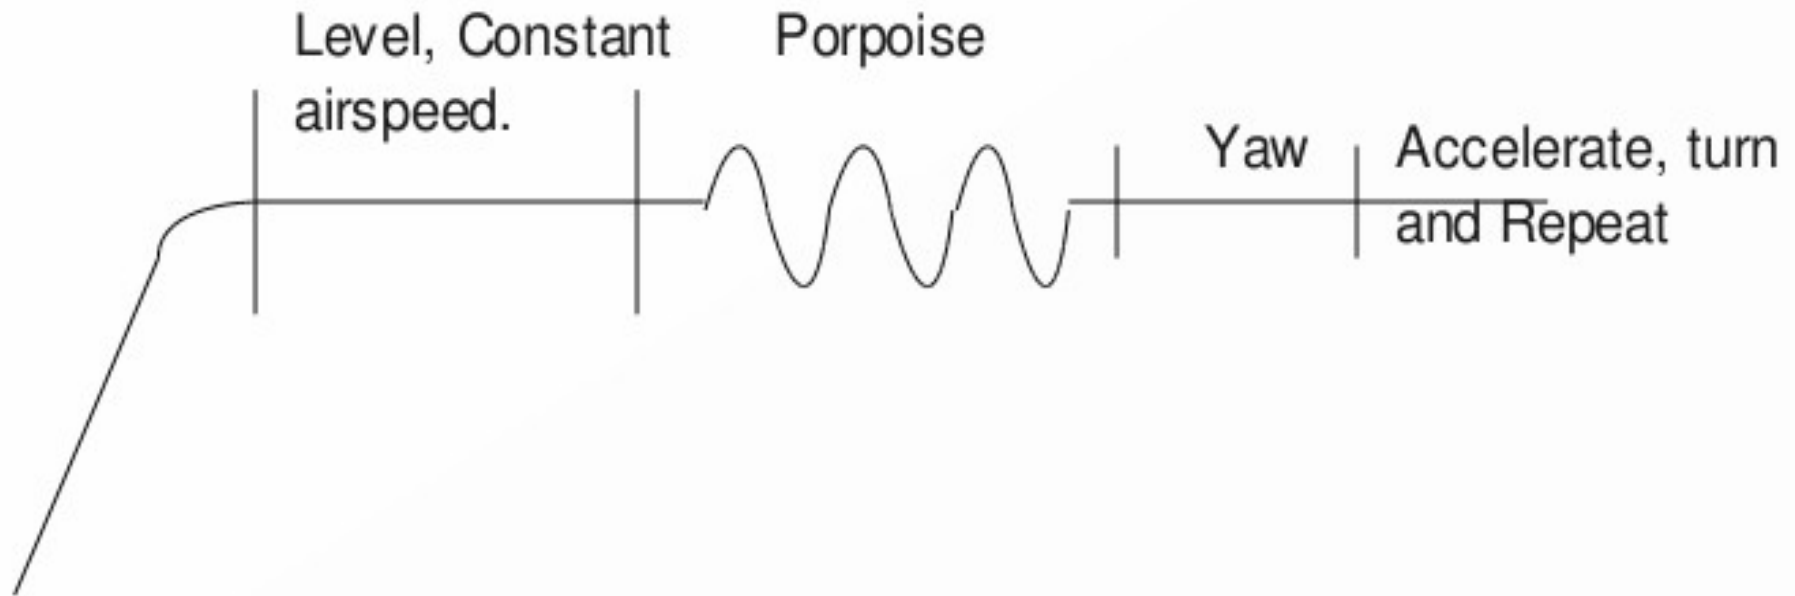 Level, Constant
airspeed.
Porpoise
Yaw
Accelerate, turn
and Repeat